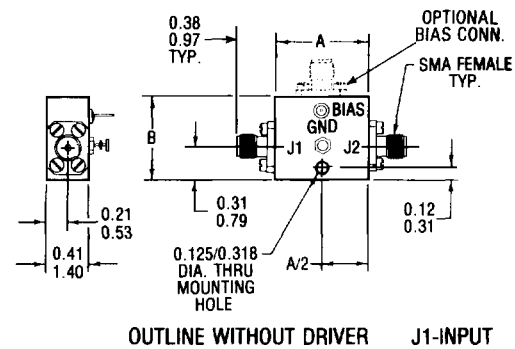 0.38
0.97
TYP.
A
OPTIONAL
BIAS CONN.
SMA FEMALE
TYP.
B
BIAS
GND
J1
J2
0.21
0.53
0.41
1.40
0.31
0.79
0.12
0.31
0.125/0.318
DIA. THRU
MOUNTING
HOLE
A/2
OUTLINE WITHOUT DRIVER J1-INPUT